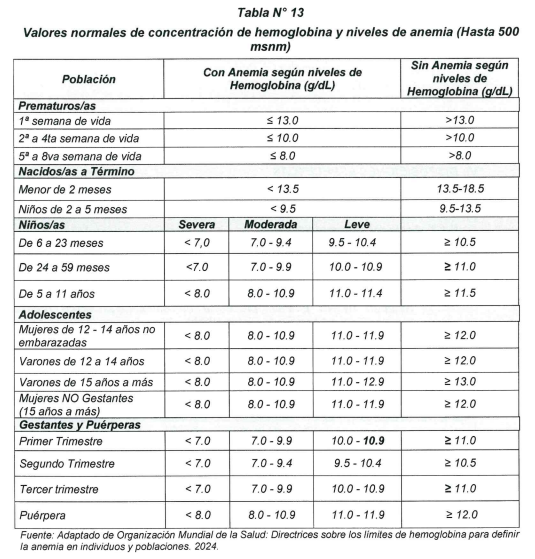 Tabla N° 13
Valores normales de concentración de hemoglobina y niveles de anemia (Hasta 500
msnm)
Población Con Anemia según niveles de Hemoglobina (g/dL) Sin Anemia según niveles de Hemoglobina (g/dL)
Prematuros/as
1ª semana de vida ≤ 13.0 >13.0
2ª a 4ta semana de vida ≤ 10.0 >10.0
5ª a 8va semana de vida ≤ 8.0 >8.0
Nacidos/as a Término
Menor de 2 meses < 13.5 13.5-18.5
Niños de 2 a 5 meses < 9.5 9.5-13.5
Niños/as Severa Moderada Leve
De 6 a 23 meses < 7,0 7.0 - 9.4 9.5 - 10.4 ≥ 10.5
De 24 a 59 meses <7.0 7.0 - 9.9 10.0 - 10.9 ≥ 11.0
De 5 a 11 años < 8.0 8.0 - 10.9 11.0 - 11.4 ≥ 11.5
Adolescentes
Mujeres de 12 - 14 años no embarazadas < 8.0 8.0 - 10.9 11.0 - 11.9 ≥ 12.0
Varones de 12 a 14 años < 8.0 8.0 - 10.9 11.0 - 11.9 ≥ 12.0
Varones de 15 años a más < 8.0 8.0 - 10.9 11.0 - 12.9 ≥ 13.0
Mujeres NO Gestantes (15 años a más) < 8.0 8.0 - 10.9 11.0 - 11.9 ≥ 12.0
Gestantes y Puérperas
Primer Trimestre < 7.0 7.0 - 9.9 10.0 - 10.9 ≥ 11.0
Segundo Trimestre < 7.0 7.0 - 9.4 9.5 - 10.4 ≥ 10.5
Tercer trimestre < 7.0 7.0 - 9.9 10.0 - 10.9 ≥ 11.0
Puérpera < 8.0 8.0 - 10.9 11.0 - 11.9 ≥ 12.0
Fuente: Adaptado de Organización Mundial de la Salud: Directrices sobre los límites de hemoglobina para definir
la anemia en individuos y poblaciones. 2024.